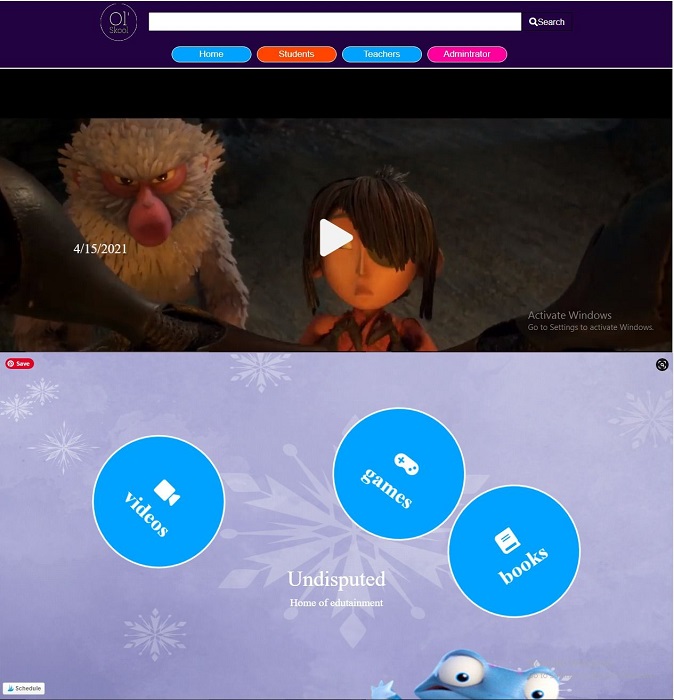 Ol'
Skool
Search
Home Students Teachers Admintrator
4/15/2021
Activate Windows
Go to Settings to activate Windows.
Save
videos
games
books
Undisputed
Home of edutainment
Schedule